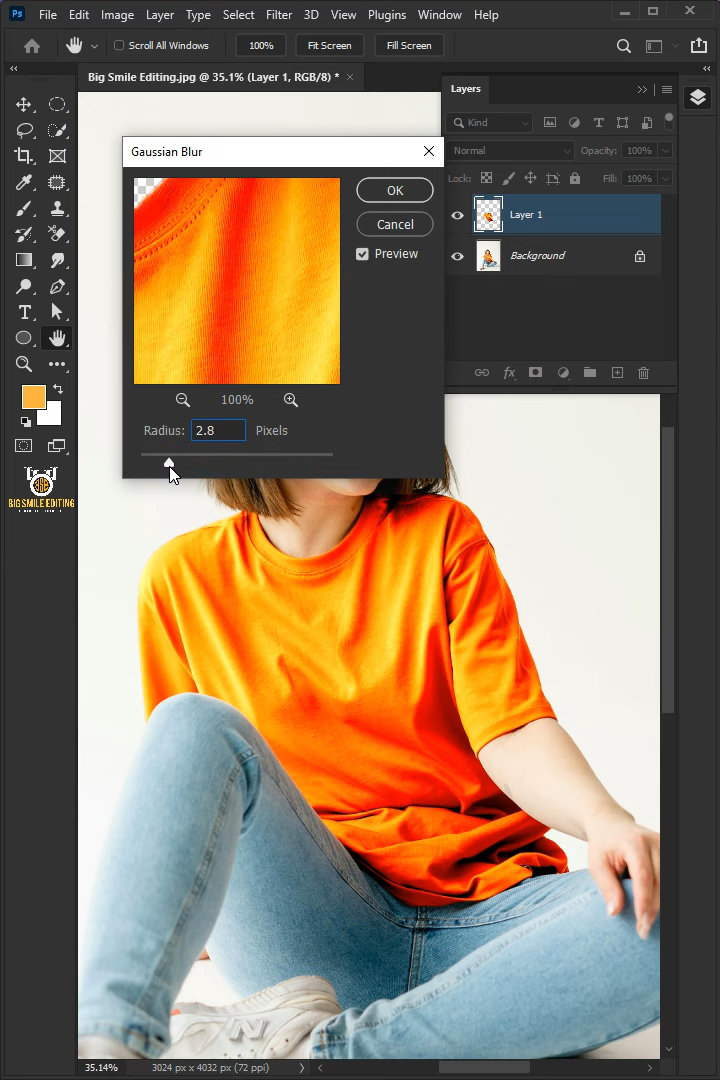 Ps File Edit Image Layer Type Select Filter 3D View Plugins Window Help
Scroll All Windows 100% Fit Screen Fill Screen
Big Smile Editing.jpg @ 35.1% (Layer 1, RGB/8) * ×
Layers
Kind
Normal Opacity: 100%
Lock: Fill: 100%
Layer 1
Background
fx
Gaussian Blur
OK
Cancel
Preview
100%
Radius: 2.8 Pixels
BSE
BIG SMILE EDITING
N
35.14% 3024 px x 4032 px (72 ppi)